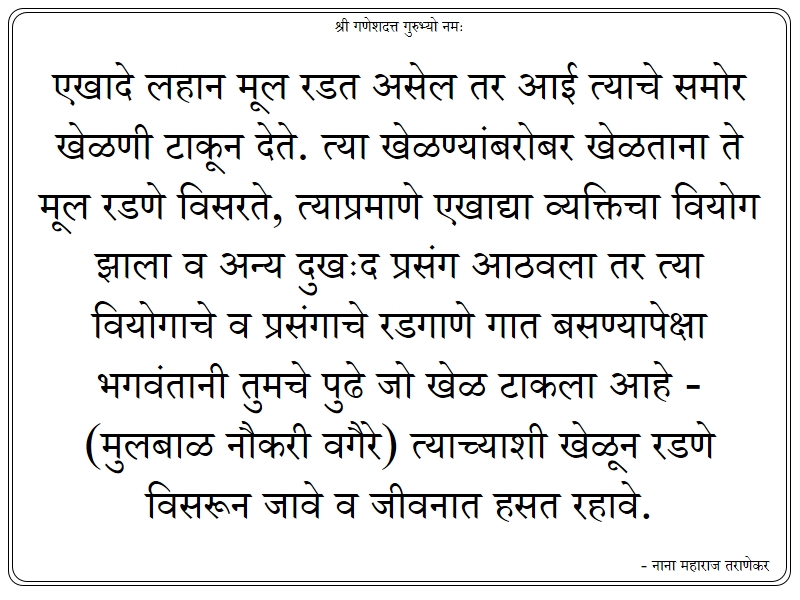 श्री गणेशदत्त गुरुभ्यो नमः
एखादे लहान मूल रडत असेल तर आई त्याचे समोर
खेळणी टाकून देते. त्या खेळण्यांबरोबर खेळताना ते
मूल रडणे विसरते, त्याप्रमाणे एखाद्या व्यक्तिचा वियोग
झाला व अन्य दुखःद प्रसंग आठवला तर त्या
वियोगाचे व प्रसंगाचे रडगाणे गात बसण्यापेक्षा
भगवंतानी तुमचे पुढे जो खेळ टाकला आहे -
(मुलबाळ नौकरी वगैरे) त्याच्याशी खेळून रडणे
विसरून जावे व जीवनात हसत रहावे.
- नाना महाराज तराणेकर